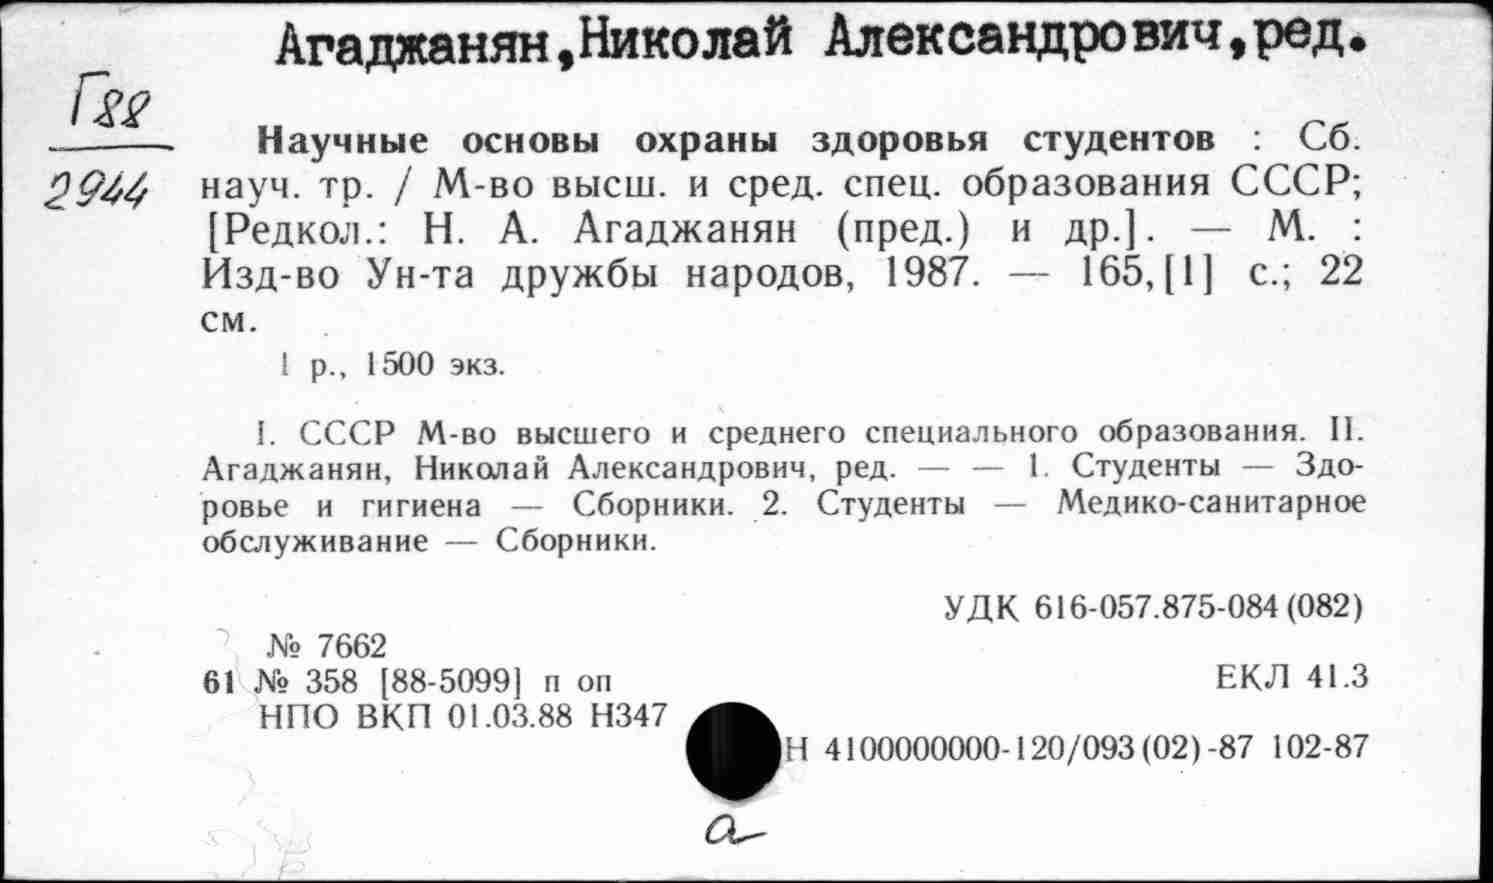 Агаджанян,Николай Александрович,ред.
Г88
2944
Научные основы охраны здоровья студентов : Сб.
науч. тр. / М-во высш. и сред. спец. образования СССР;
[Редкол.: Н. А. Агаджанян (пред.) и др.]. — М. :
Изд-во Ун-та дружбы народов, 1987. — 165,[1] с.; 22
см.
1 р., 1500 экз.
I. СССР М-во высшего и среднего специального образования. II.
Агаджанян, Николай Александрович, ред. — — 1. Студенты — Здо-
ровье и гигиена — Сборники. 2. Студенты — Медико-санитарное
обслуживание — Сборники.
УДК 616-057.875-084(082)
№ 7662
61 № 358 [88-5099] п оп
ЕКЛ 41.3
НПО ВКП 01.03.88 Н347
Н 4100000000-120/093(02)-87 102-87
а